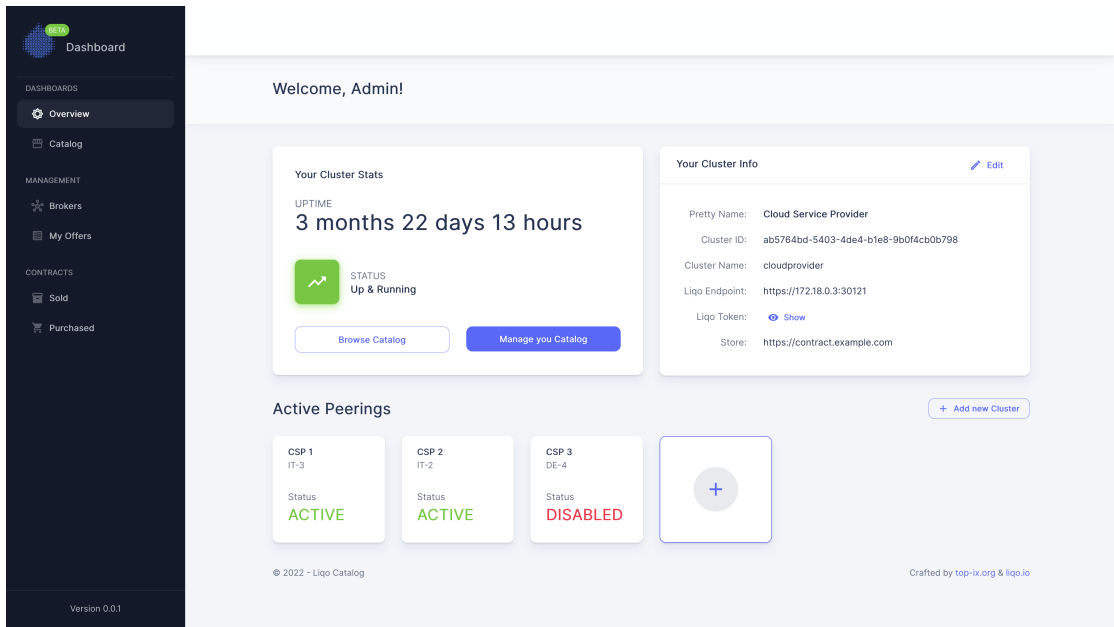 BETA
Dashboard
DASHBOARDS
Overview
Catalog
MANAGEMENT
Brokers
My Offers
CONTRACTS
Sold
Purchased
Version 0.0.1
Welcome, Admin!
Your Cluster Stats
UPTIME
3 months 22 days 13 hours
STATUS
Up & Running
Browse Catalog
Manage you Catalog
Your Cluster Info
Edit
Pretty Name: Cloud Service Provider
Cluster ID: ab5764bd-5403-4de4-b1e8-9b0f4cb0b798
Cluster Name: cloudprovider
Liqo Endpoint: https://172.18.0.3:30121
Liqo Token: Show
Store: https://contract.example.com
Active Peerings
+ Add new Cluster
CSP 1
IT-3
Status
ACTIVE
CSP 2
IT-2
Status
ACTIVE
CSP 3
DE-4
Status
DISABLED
+
© 2022 - Liqo Catalog
Crafted by top-ix.org & liqo.io